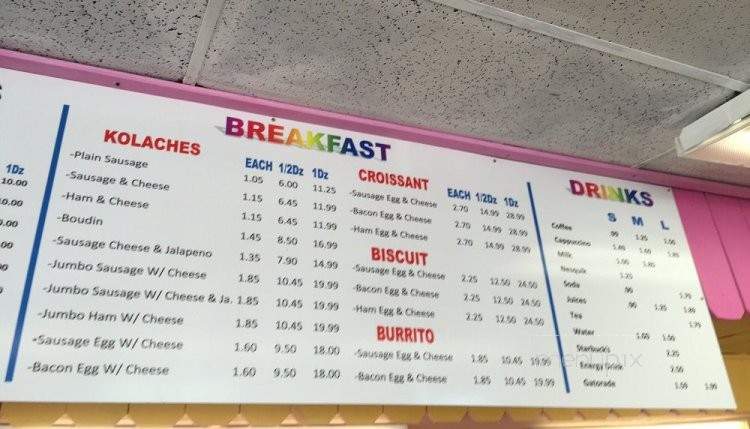 S
1Dz
10.00
BREAKFAST
KOLACHES
EACH 1/2Dz 1Dz
-Plain Sausage 1.05 6.00 11.25
-Sausage & Cheese 1.15 6.45 11.99
-Ham & Cheese 1.15 6.45 11.99
-Boudin 1.45 8.50 16.99
-Sausage Cheese & Jalapeno 1.35 7.90 14.99
-Jumbo Sausage W/ Cheese 1.85 10.45 19.99
-Jumbo Sausage W/ Cheese & Ja. 1.85 10.45 19.99
-Jumbo Ham W/ Cheese 1.85 10.45 19.99
-Sausage Egg W/ Cheese 1.60 9.50 18.00
-Bacon Egg W/ Cheese 1.60 9.50 18.00
CROISSANT
EACH 1/2Dz 1Dz
-Sausage Egg & Cheese 2.70 14.99 28.99
-Bacon Egg & Cheese 2.70 14.99 28.99
-Ham Egg & Cheese 2.70 14.99 28.99
BISCUIT
-Sausage Egg & Cheese 2.25 12.50 24.50
-Bacon Egg & Cheese 2.25 12.50 24.50
-Ham Egg & Cheese 2.25 12.50 24.50
BURRITO
-Sausage Egg & Cheese 1.85 10.45 19.99
-Bacon Egg & Cheese 1.85 10.45 19.99
DRINKS
S M L
Coffee .99 1.25 1.50
Cappuccino
Milk
Nesquik
Soda
Juices
Tea
Water
Starbuck's
Energy Drink
Gatorade
menupix